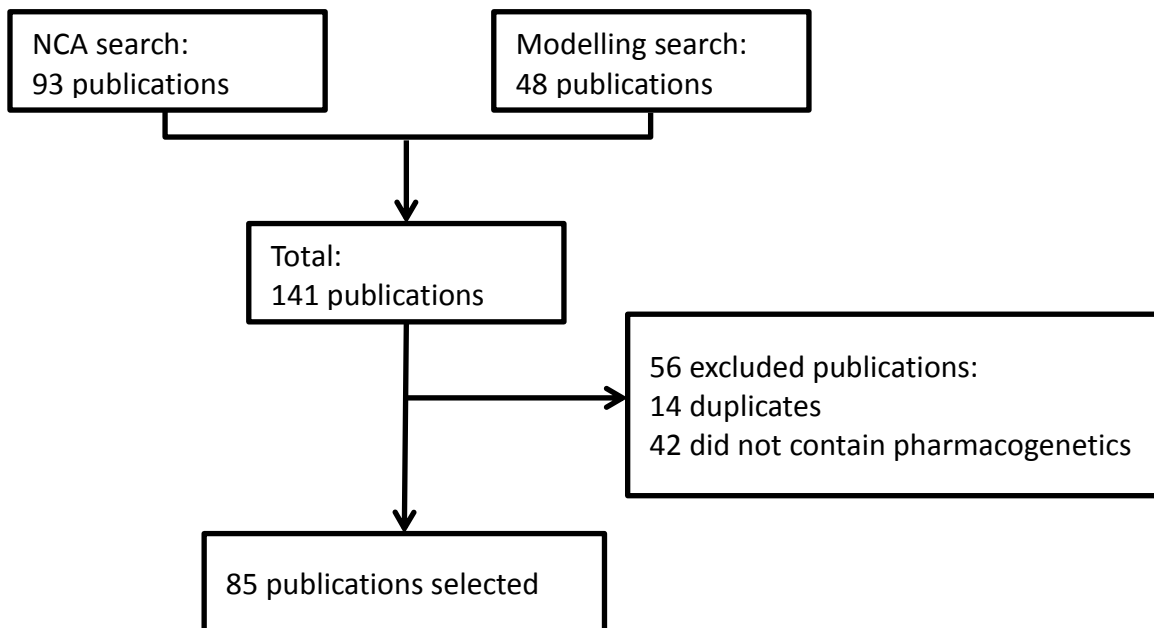 NCA search:
93 publications
Modelling search:
48 publications
Total:
141 publications
56 excluded publications:
14 duplicates
42 did not contain pharmacogenetics
85 publications selected